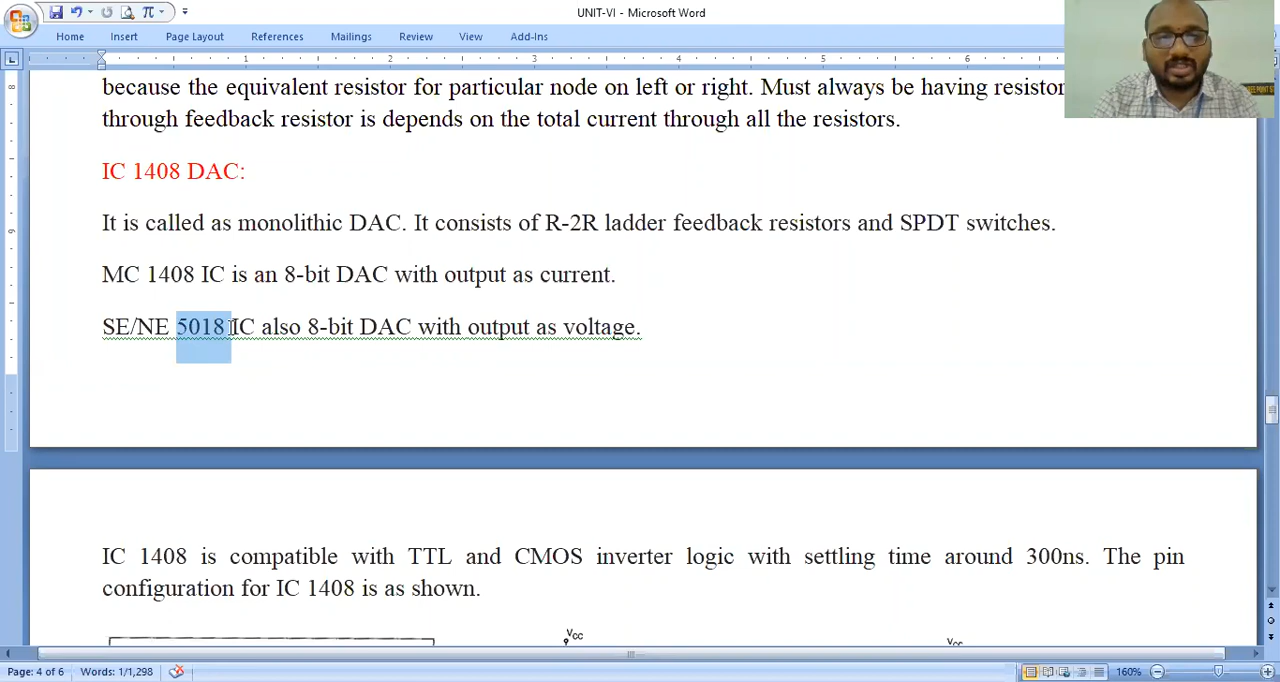 UNIT-VI - Microsoft Word
Home Insert Page Layout References Mailings Review View Add-Ins
because the equivalent resistor for particular node on left or right. Must always be having resistor
through feedback resistor is depends on the total current through all the resistors.
IC 1408 DAC:
It is called as monolithic DAC. It consists of R-2R ladder feedback resistors and SPDT switches.
MC 1408 IC is an 8-bit DAC with output as current.
SE/NE 5018 IC also 8-bit DAC with output as voltage.
IC 1408 is compatible with TTL and CMOS inverter logic with settling time around 300ns. The pin
configuration for IC 1408 is as shown.
VCC
Page: 4 of 6 Words: 1/1,298 160%